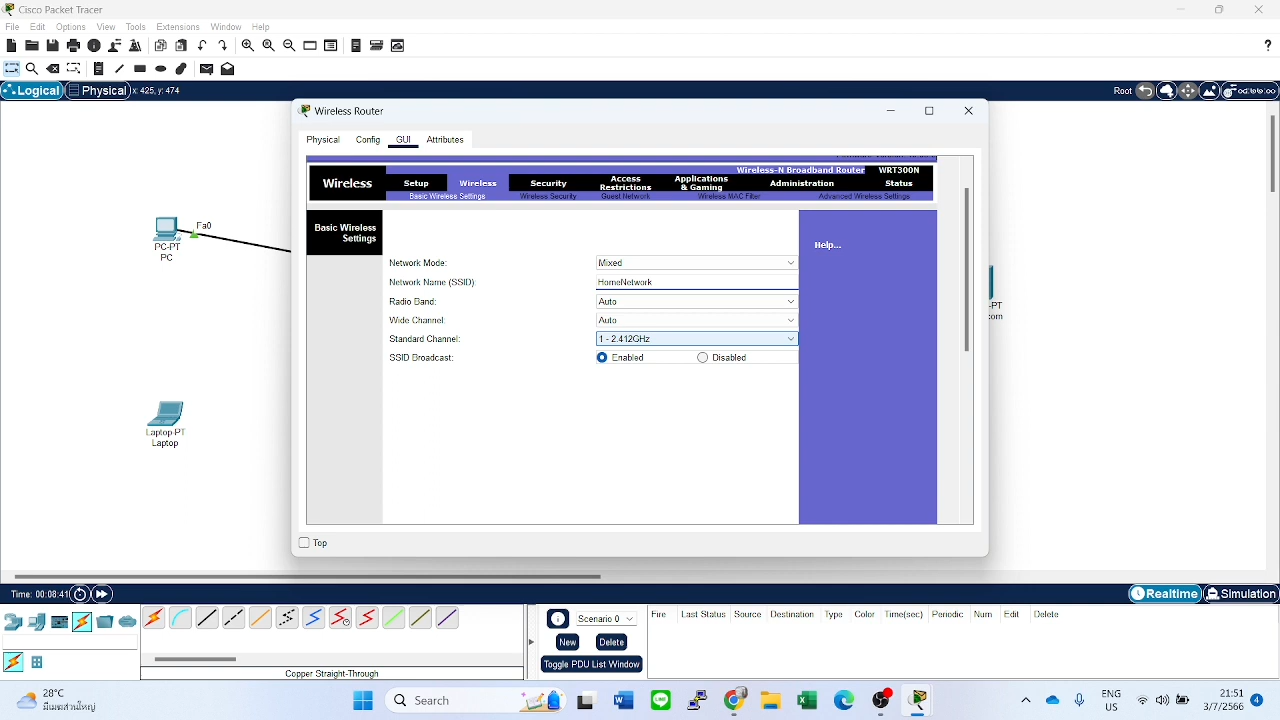 Cisco Packet Tracer
File Edit Options View Tools Extensions Window Help
?
Logical Physical x: 425, y: 474
Root
Wireless Router
Physical Config GUI Attributes
Wireless-N Broadband Router WRT300N
Wireless
Setup Wireless Security Access Restrictions Applications & Gaming Administration Status
Basic Wireless Settings Wireless Security Guest Network Wireless MAC Filter Advanced Wireless Settings
Basic Wireless
Settings
Help...
Network Mode: Mixed
Network Name (SSID) HomeNetwork
Radio Band: Auto
Wide Channel: Auto
Standard Channel: 1 - 2.412GHz
SSID Broadcast: Enabled Disabled
Top
Fa0
PC-PT
PC
Laptop-PT
Laptop
-PT
com
Time: 00:08:41
Realtime Simulation
Scenario 0
New Delete
Toggle PDU List Window
Fire Last Status Source Destination Type Color Time(sec) Periodic Num Edit Delete
Copper Straight-Through
28°C
Search
ENG
US
21:51
3/7/2566
4